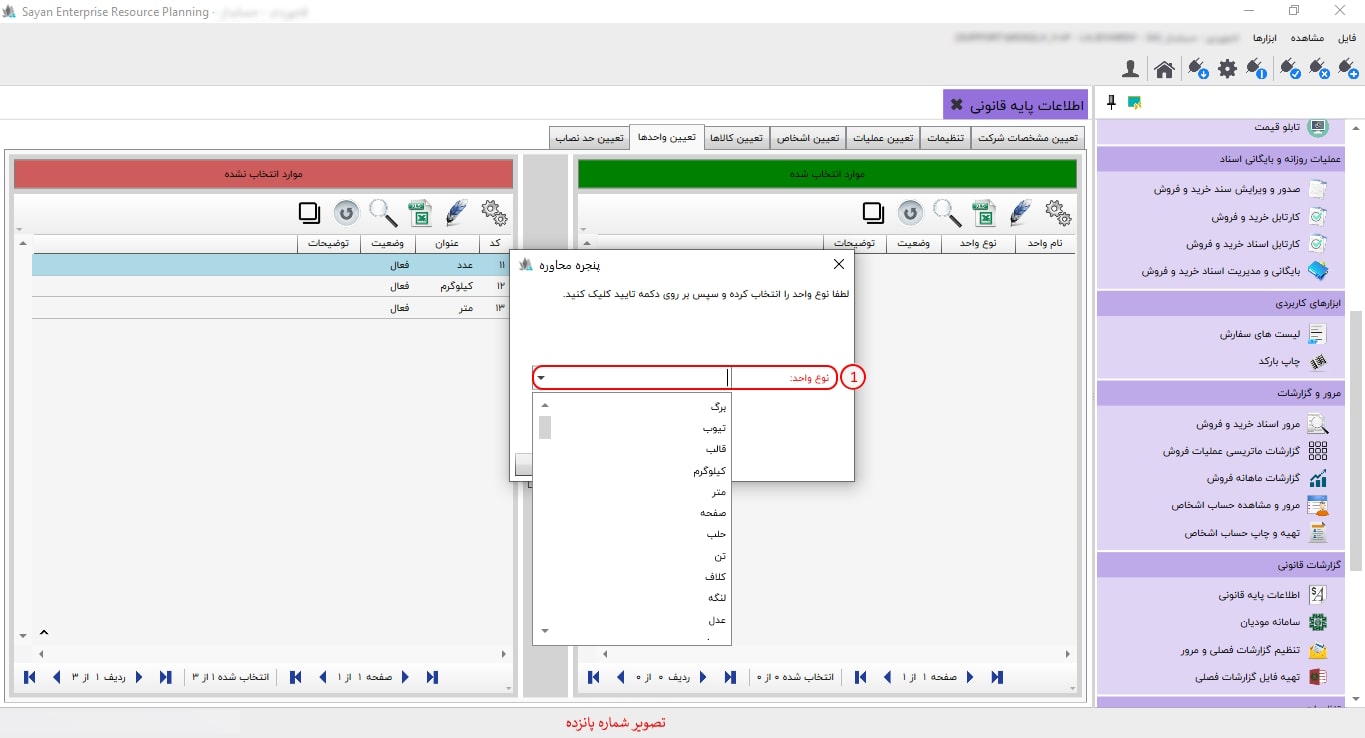 Sayan Enterprise Resource Planning -
فایل مشاهده ابزارها
اطلاعات پایه قانونی
تعیین مشخصات شرکت تنظیمات تعیین عملیات تعیین اشخاص تعیین کالاها تعیین واحدها تعیین حد نصاب
موارد انتخاب شده
نام واحد نوع واحد وضعیت توضیحات
انتخاب شده ۰ از ۰
ردیف ۰ از ۰
صفحه ۱ از ۱
موارد انتخاب نشده
کد عنوان وضعیت توضیحات
۱۱ عدد فعال
۱۲ کیلوگرم فعال
۱۳ متر فعال
صفحه ۱ از ۱
انتخاب شده ۱ از ۳
ردیف ۱ از ۳
پنجره محاوره
لطفا نوع واحد را انتخاب کرده و سپس بر روی دکمه تایید کلیک کنید.
1
نوع واحد:
برگ
تیوب
قالب
کیلوگرم
متر
صفحه
حلب
تن
کلاف
لنگه
عدل
تابلو قیمت
عملیات روزانه و بایگانی اسناد
صدور و ویرایش سند خرید و فروش
کارتابل خرید و فروش
کارتابل اسناد خرید و فروش
بایگانی و مدیریت اسناد خرید و فروش
ابزارهای کاربردی
لیست های سفارش
چاپ بارکد
مرور و گزارشات
مرور اسناد خرید و فروش
گزارشات ماتریسی عملیات فروش
گزارشات ماهانه فروش
مرور و مشاهده حساب اشخاص
تهیه و چاپ حساب اشخاص
گزارشات قانونی
اطلاعات پایه قانونی
سامانه مودیان
تنظیم گزارشات فصلی و مرور
تهیه فایل گزارشات فصلی
تصویر شماره پانزده